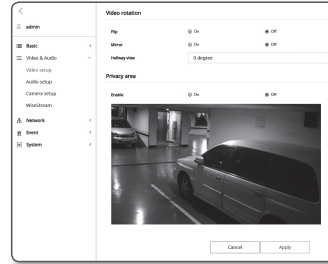 admin
Basic
Video & Audio
Video setup
Audio setup
Camera setup
WiseStream
Network
Event
System
Video rotation
Flip On Off
Mirror On Off
Hallway view 0 degree
Privacy area
Enable On Off
Cancel Apply